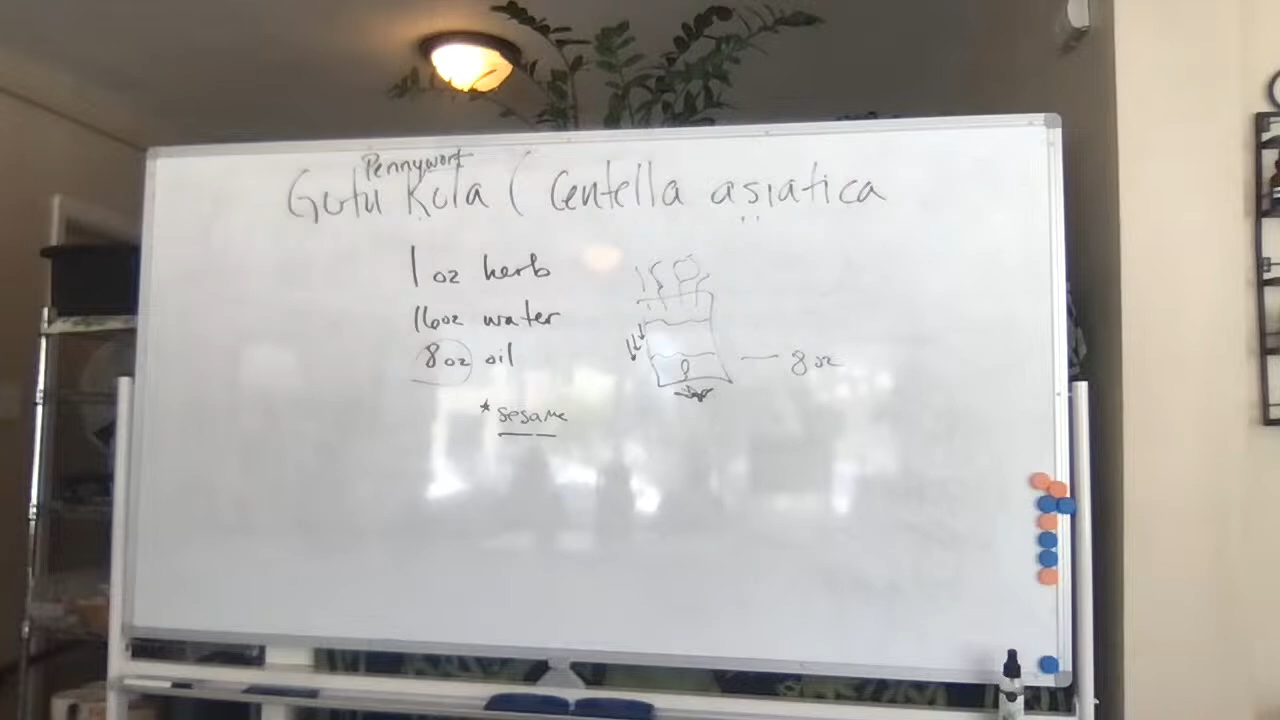 Pennywort
Gotu Kola ( Centella asiatica
1 oz herb
16oz water
8 oz oil
8 oz
* sesame